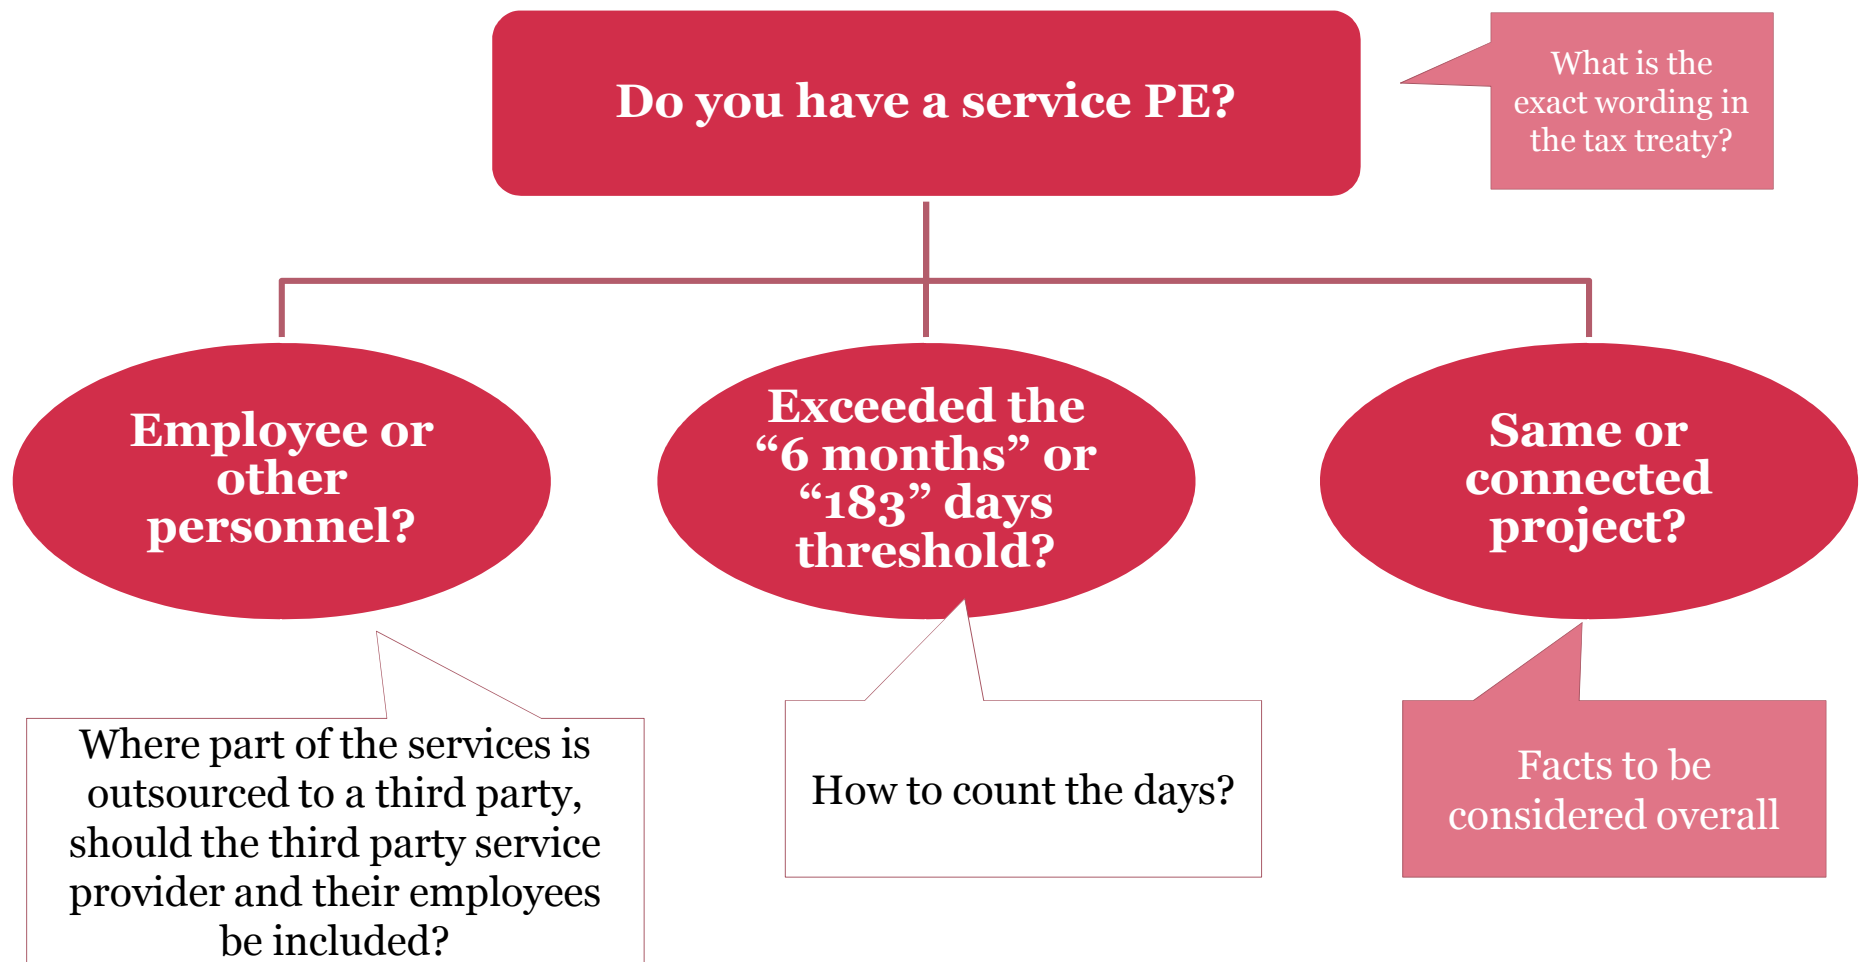 Do you have a service PE?
What is the
exact wording in
the tax treaty?
Employee or
other
personnel?
Exceeded the
“6 months” or
“183” days
threshold?
Same or
connected
project?
Where part of the services is
outsourced to a third party,
should the third party service
provider and their employees
be included?
How to count the days?
Facts to be
considered overall